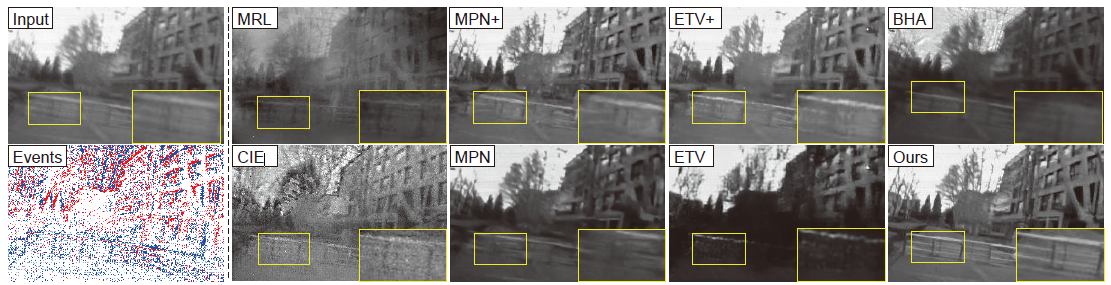 Input
MRL
MPN+
ETV+
BHA
Events
CIE
MPN
ETV
Ours